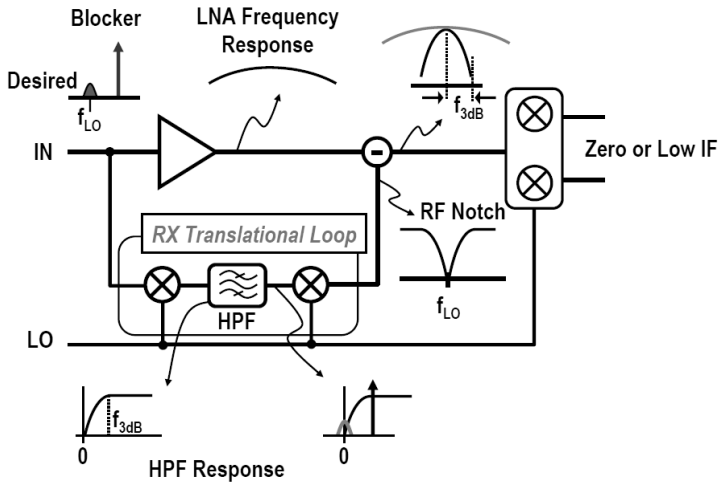 Blocker
LNA Frequency
Response
Desired
fLO
f3dB
IN
-
Zero or Low IF
RX Translational Loop
RF Notch
HPF
fLO
LO
f3dB
0
0
HPF Response